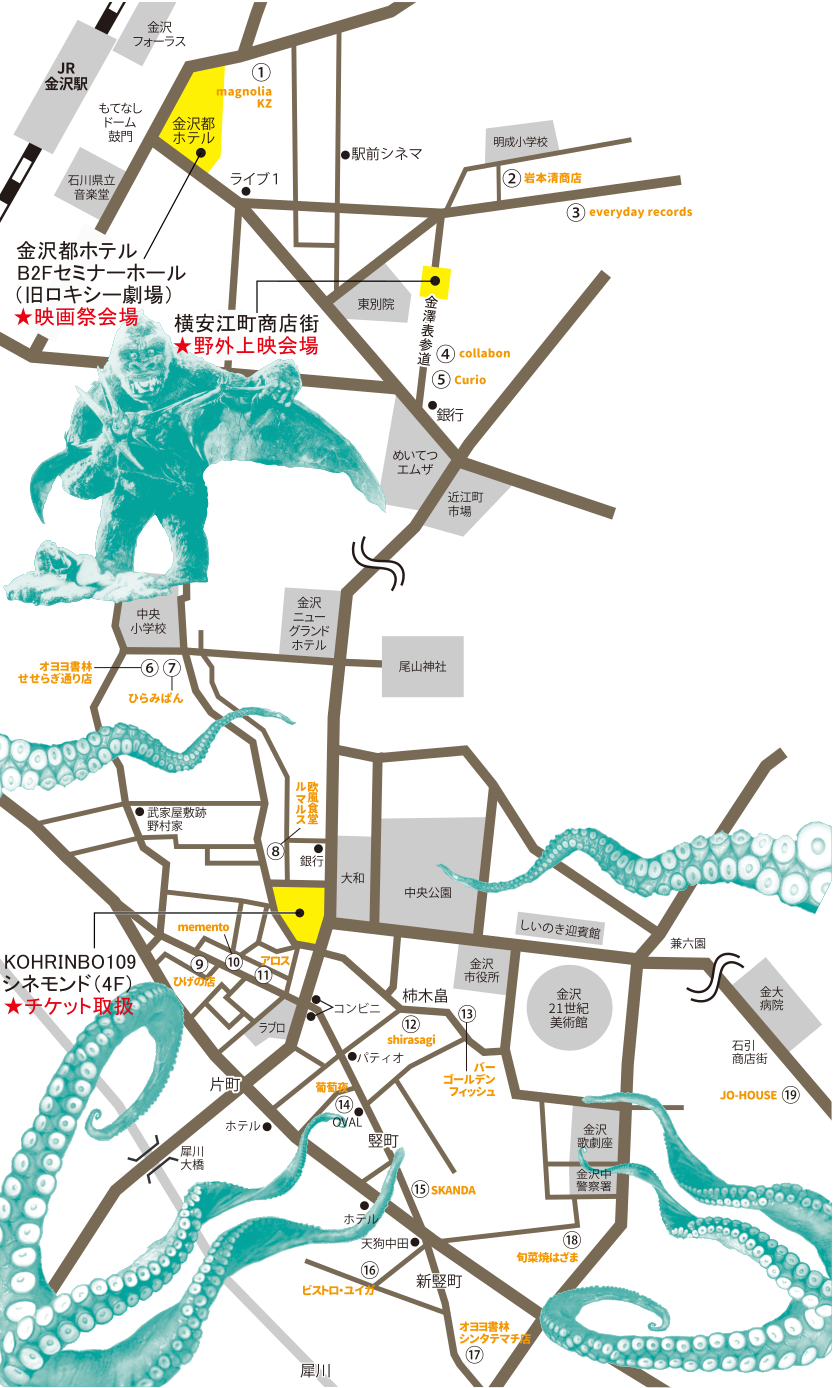 金沢
フォーラス
JR
金沢駅
①
magnolia
KZ
もてなし
ドーム
鼓門
金沢都
ホテル
駅前シネマ
明成小学校
石川県立
音楽堂
ライブ1
② 岩本清商店
③ everyday records
金沢都ホテル
B2Fセミナーホール
（旧ロキシー劇場）
★映画祭会場
横安江町商店街
★野外上映会場
東別院
金澤表参道
④ collabon
⑤ Curio
銀行
めいてつ
エムザ
近江町
市場
中央
小学校
金沢
ニュー
グランド
ホテル
尾山神社
オヨヨ書林
せせらぎ通り店
⑥ ⑦
ひらみぱん
欧風食堂
ルマルス
⑧
武家屋敷跡
野村家
銀行
大和
中央公園
しいのき迎賓館
兼六園
KOHRINBO109
シネモンド（4F）
★チケット取扱
memento
⑨
⑩
⑪
アロス
ひげの店
金沢
市役所
金沢
21世紀
美術館
金大
病院
柿木畠
コンビニ
ラブロ
⑫
shirasagi
⑬
バー
ゴールデン
フィッシュ
石引
商店街
JO-HOUSE ⑲
パティオ
片町
葡萄夜
⑭
OVAL
ホテル
竪町
犀川
大橋
金沢
歌劇座
金沢中
警察署
⑮ SKANDA
ホテル
天狗中田
⑱
旬菜焼はざま
⑯
ビストロ・ユイガ
新竪町
オヨヨ書林
シンタテマチ店
⑰
犀川